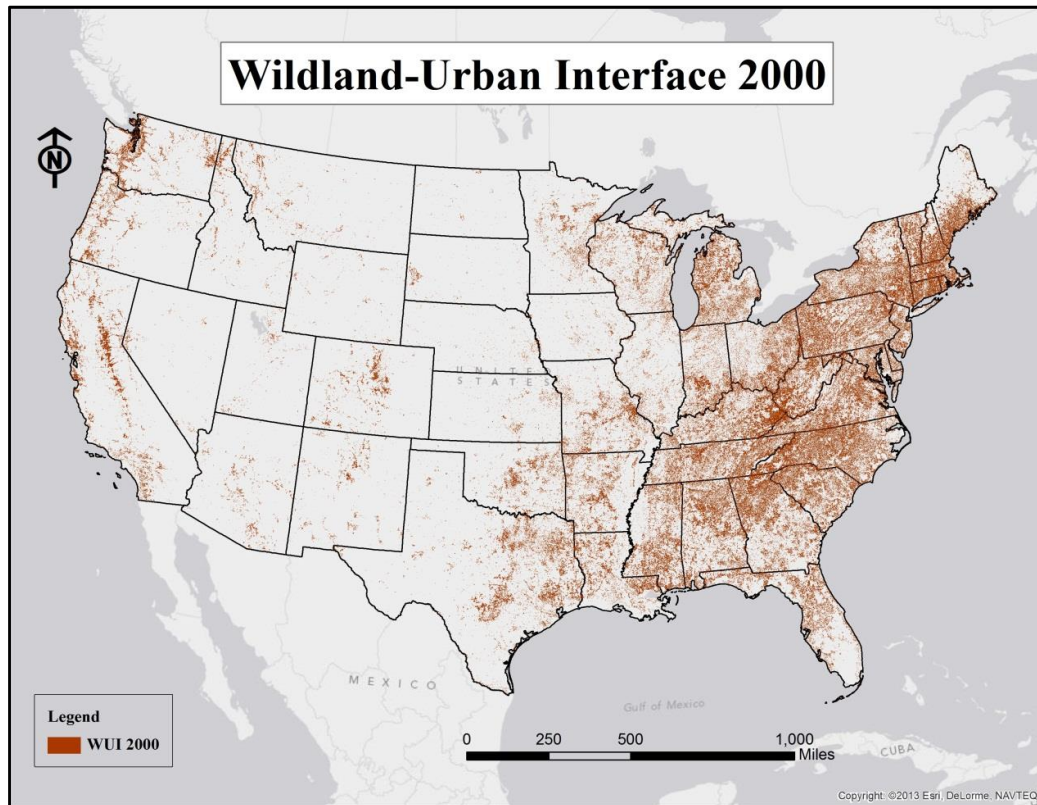 Wildland-Urban Interface 2000
N
UNITED
STATES
MEXICO
Gulf of Mexico
CUBA
Legend
WUI 2000
0 250 500 1,000
Miles
Copyright: ©2013 Esri, DeLorme, NAVTEQ